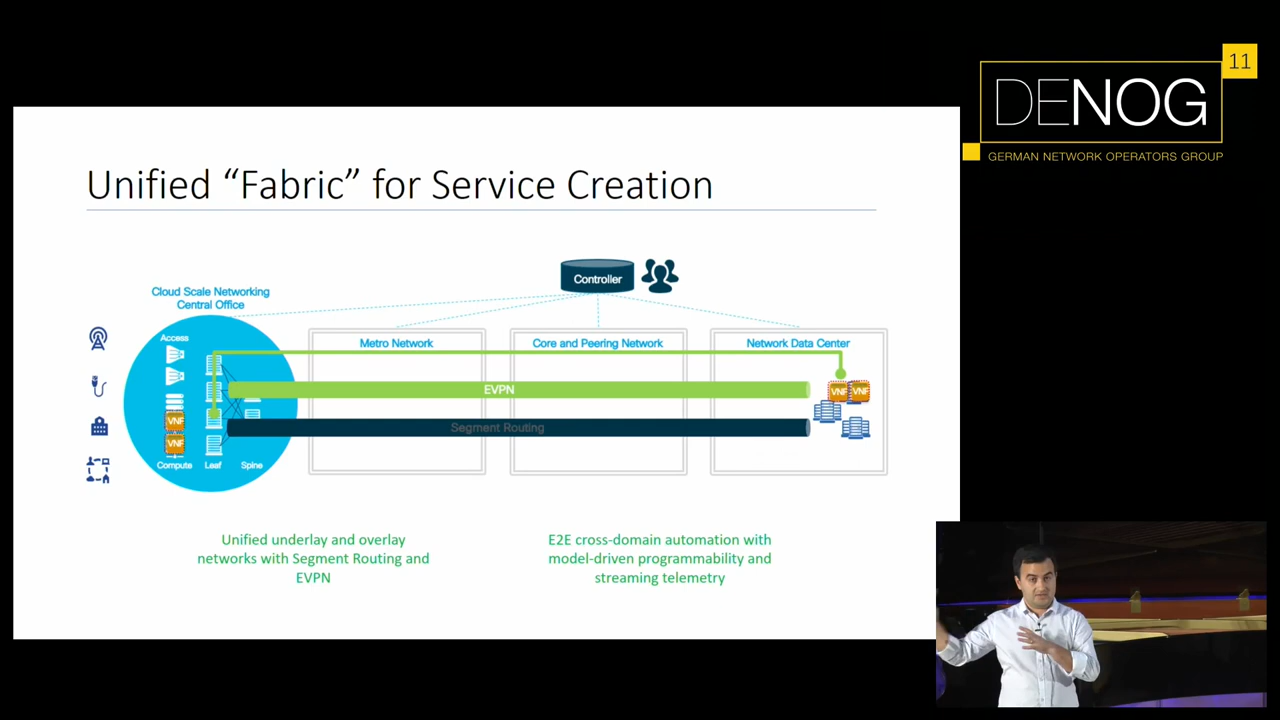 11
DENOG
GERMAN NETWORK OPERATORS GROUP
Unified “Fabric” for Service Creation
Controller
Cloud Scale Networking
Central Office
Access
Metro Network
Core and Peering Network
Network Data Center
EVPN
VNF VNF
VNF
Segment Routing
VNF
Compute
Leaf
Spine
Unified underlay and overlay
networks with Segment Routing and
EVPN
E2E cross-domain automation with
model-driven programmability and
streaming telemetry